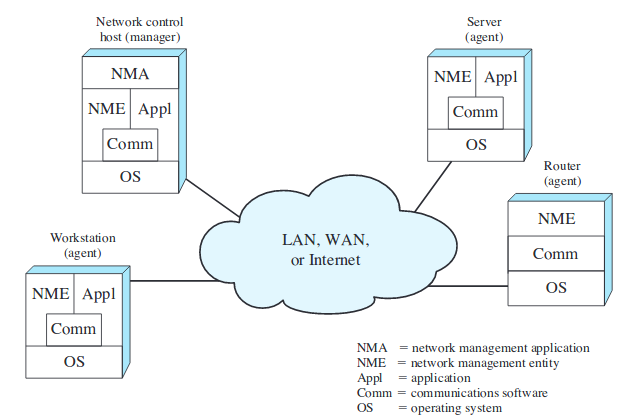 Network control
host (manager)
NMA
NME Appl
Comm
OS
Server
(agent)
NME Appl
Comm
OS
Router
(agent)
NME
Comm
OS
LAN, WAN,
or Internet
Workstation
(agent)
NME Appl
Comm
OS
NMA = network management application
NME = network management entity
Appl = application
Comm = communications software
OS = operating system